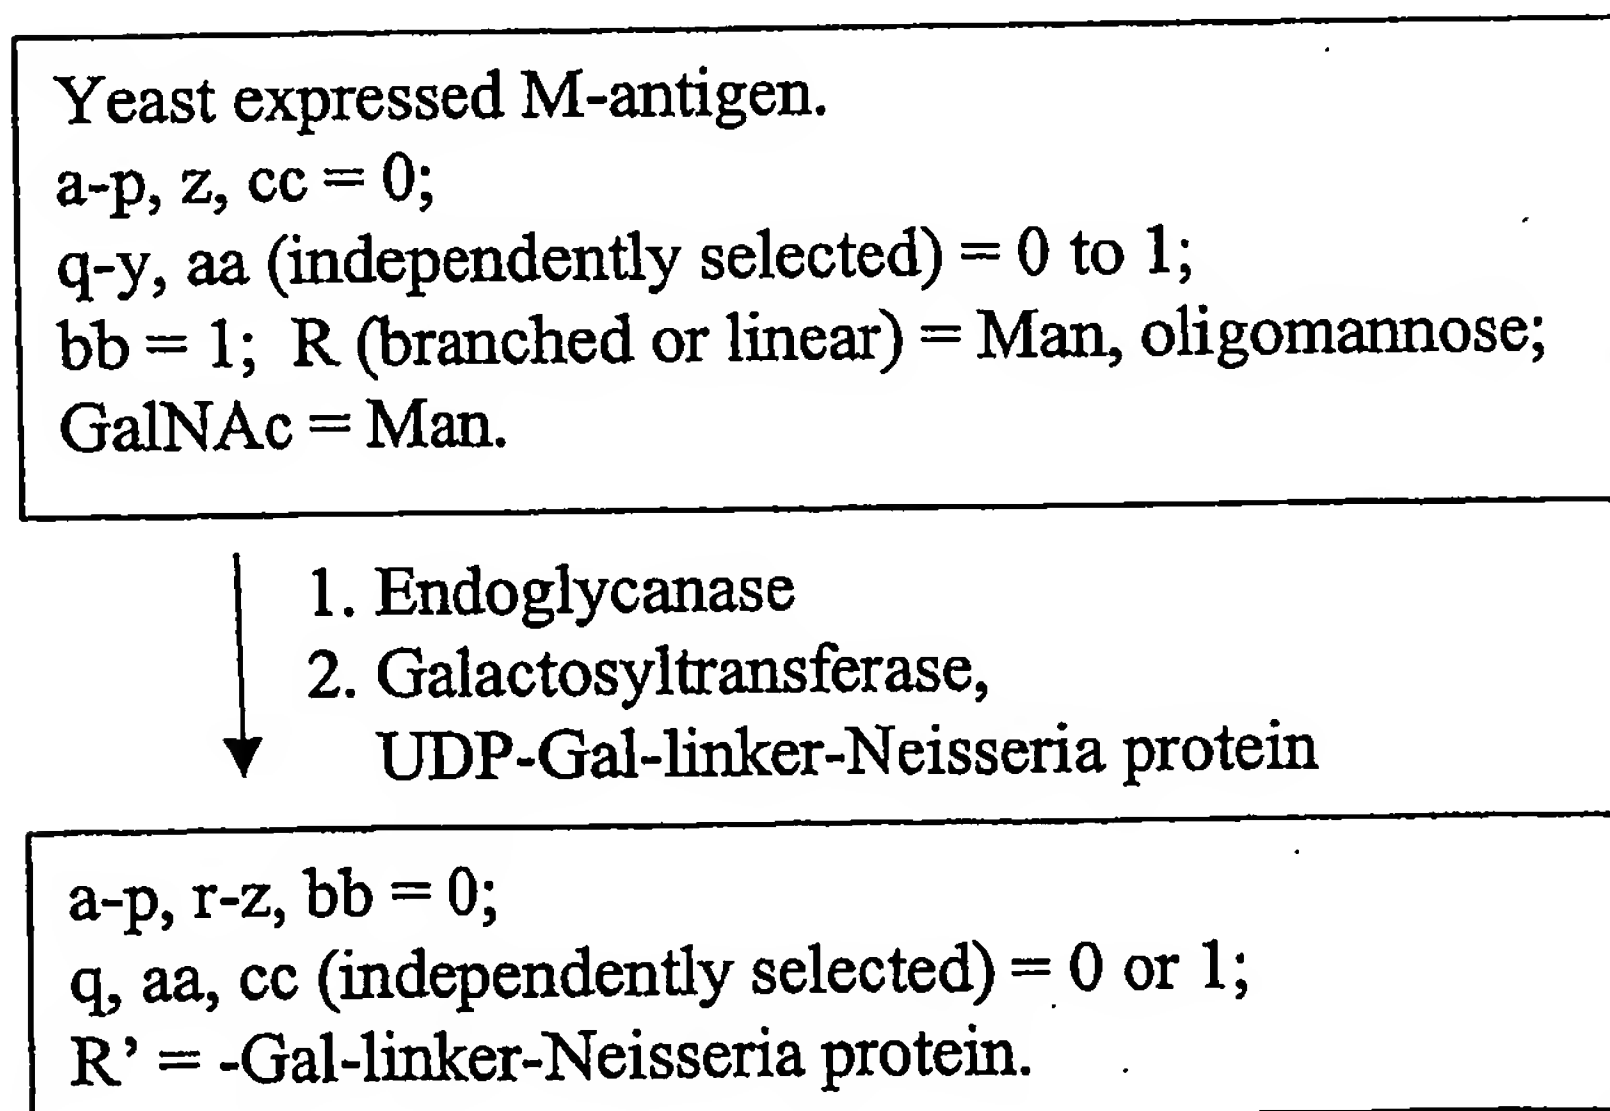 Yeast expressed M-antigen.
a-p, z, cc = 0;
q-y, aa (independently selected) = 0 to 1;
bb = 1;  R (branched or linear) = Man, oligomannose;
GalNAc = Man.
1. Endoglycanase
2. Galactosyltransferase,
UDP-Gal-linker-Neisseria protein
a-p, r-z, bb = 0;
q, aa, cc (independently selected) = 0 or 1;
R’ = -Gal-linker-Neisseria protein.